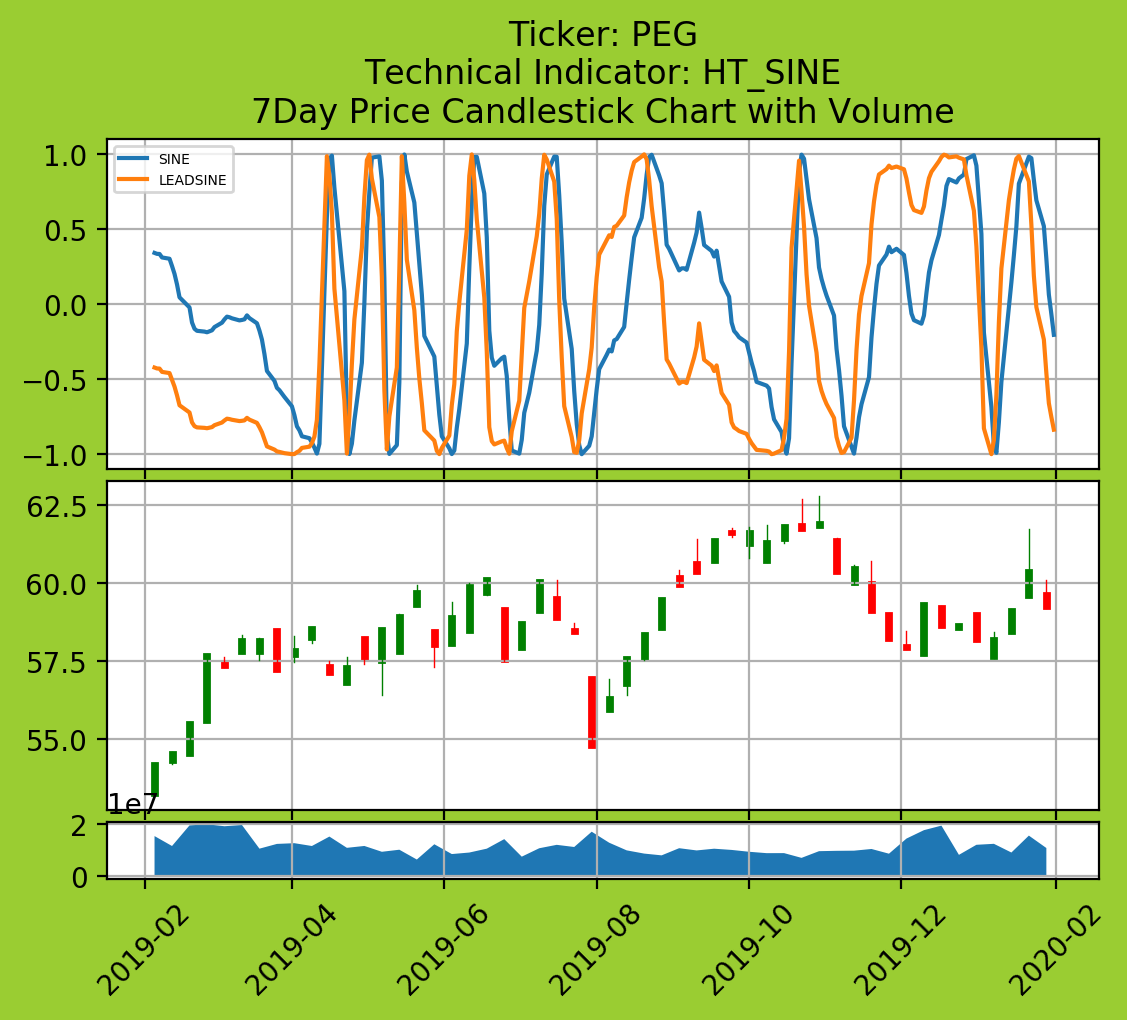 Ticker: PEG
Technical Indicator: HT_SINE
7Day Price Candlestick Chart with Volume
SINE
LEADSINE
1.0
0.5
0.0
−0.5
−1.0
62.5
60.0
57.5
55.0
1e7
2
0
2019-02 2019-04 2019-06 2019-08 2019-10 2019-12 2020-02